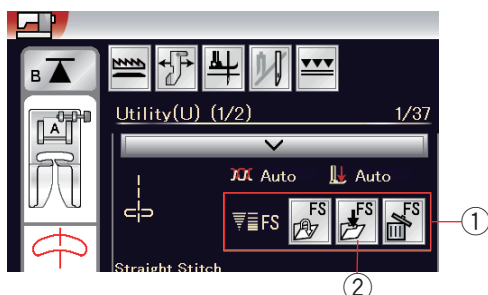 B
A
Utility(U) (1/2) 1/37
Auto Auto
FS FS FS FS
1
2
Straight Stitch